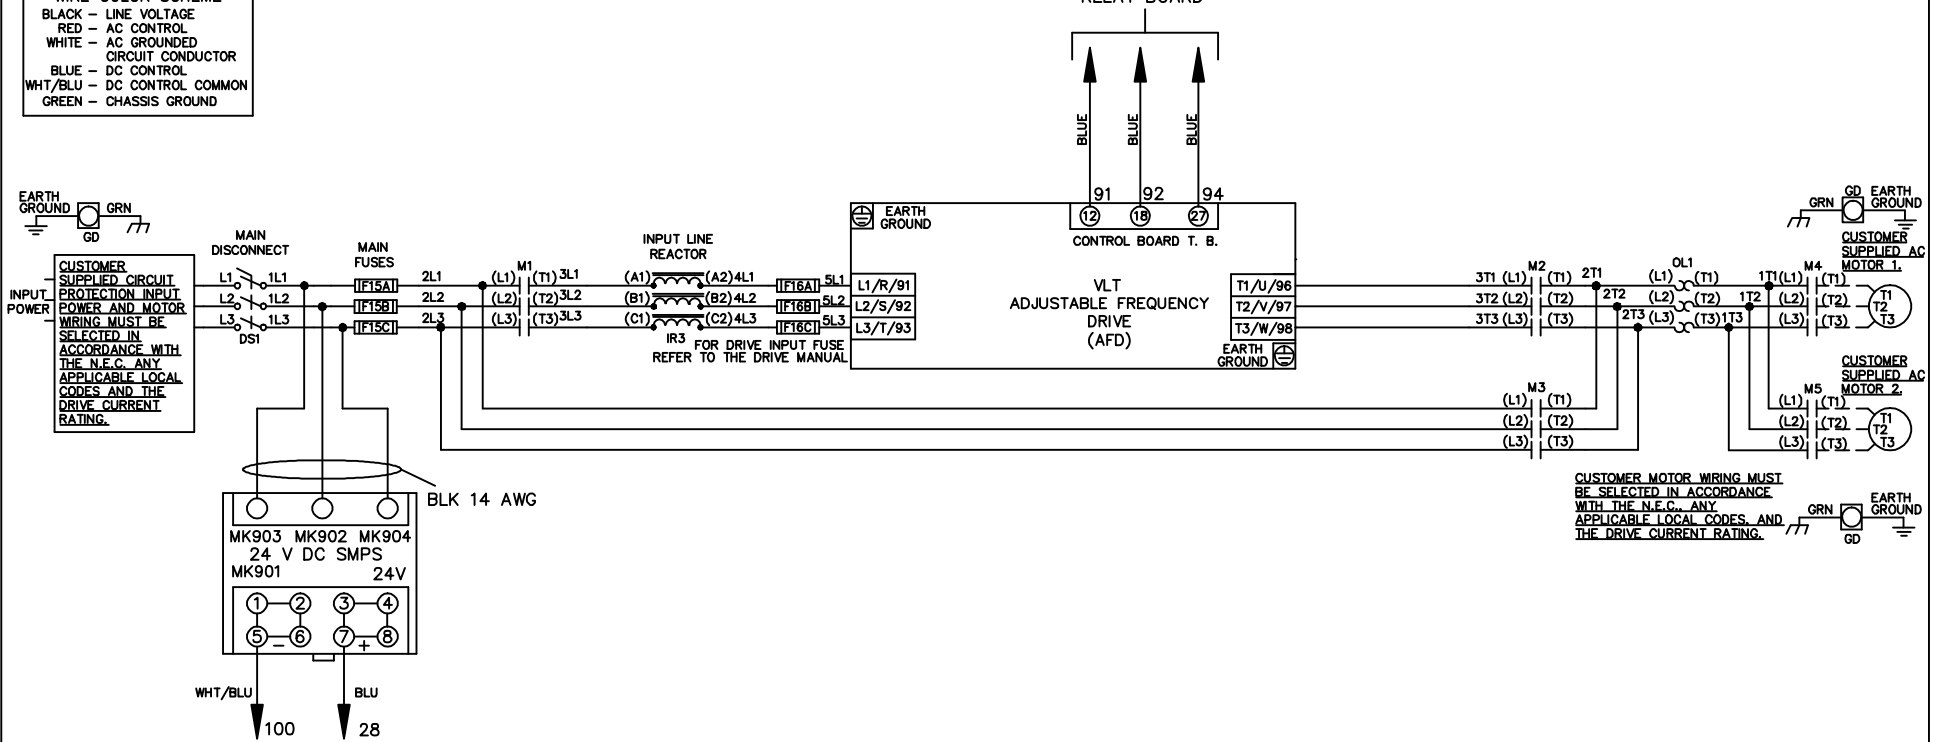 WIRE COLOR SCHEME
BLACK – LINE VOLTAGE
RED – AC CONTROL
WHITE – AC GROUNDED
CIRCUIT CONDUCTOR
BLUE – DC CONTROL
WHT/BLU – DC CONTROL COMMON
GREEN – CHASSIS GROUND
RELAY BOARD
BLUE
BLUE
BLUE
91
92
94
12
18
27
CONTROL BOARD T. B.
EARTH
GROUND
GRN
GD
INPUT
POWER
CUSTOMER
SUPPLIED CIRCUIT
PROTECTION INPUT
POWER AND MOTOR
WIRING MUST BE
SELECTED IN
ACCORDANCE WITH
THE N.E.C. ANY
APPLICABLE LOCAL
CODES AND THE
DRIVE CURRENT
RATING.
MAIN
DISCONNECT
L1 1L1
L2 1L2
L3 1L3
DS1
MAIN
FUSES
F15A
F15B
F15C
2L1
2L2
2L3
M1
(L1) (T1) 3L1
(L2) (T2) 3L2
(L3) (T3) 3L3
INPUT LINE
REACTOR
(A1) (A2) 4L1
(B1) (B2) 4L2
(C1) (C2) 4L3
IR3
F16A 5L1
F16B 5L2
F16C 5L3
FOR DRIVE INPUT FUSE
REFER TO THE DRIVE MANUAL
EARTH
GROUND
L1/R/91
L2/S/92
L3/T/93
VLT
ADJUSTABLE FREQUENCY
DRIVE
(AFD)
T1/U/96
T2/V/97
T3/W/98
EARTH
GROUND
M2
3T1 (L1) (T1) 2T1
3T2 (L2) (T2) 2T2
3T3 (L3) (T3) 2T3
OL1
(L1) (T1) 1T1
(L2) (T2) 1T2
(L3) (T3) 1T3
M4
(L1) (T1)
(L2) (T2)
(L3) (T3)
GD
EARTH
GROUND
GRN
CUSTOMER
SUPPLIED AC
MOTOR 1.
T1
T2
T3
M3
(L1) (T1)
(L2) (T2)
(L3) (T3)
CUSTOMER
SUPPLIED AC
MOTOR 2.
M5
(L1) (T1)
(L2) (T2)
(L3) (T3)
T1
T2
T3
CUSTOMER MOTOR WIRING MUST
BE SELECTED IN ACCORDANCE
WITH THE N.E.C., ANY
APPLICABLE LOCAL CODES, AND
THE DRIVE CURRENT RATING.
EARTH
GROUND
GRN
GD
BLK 14 AWG
MK903 MK902 MK904
24 V DC SMPS
MK901 24V
1 2 3 4
5 6 7 8
– +
WHT/BLU
BLU
100
28